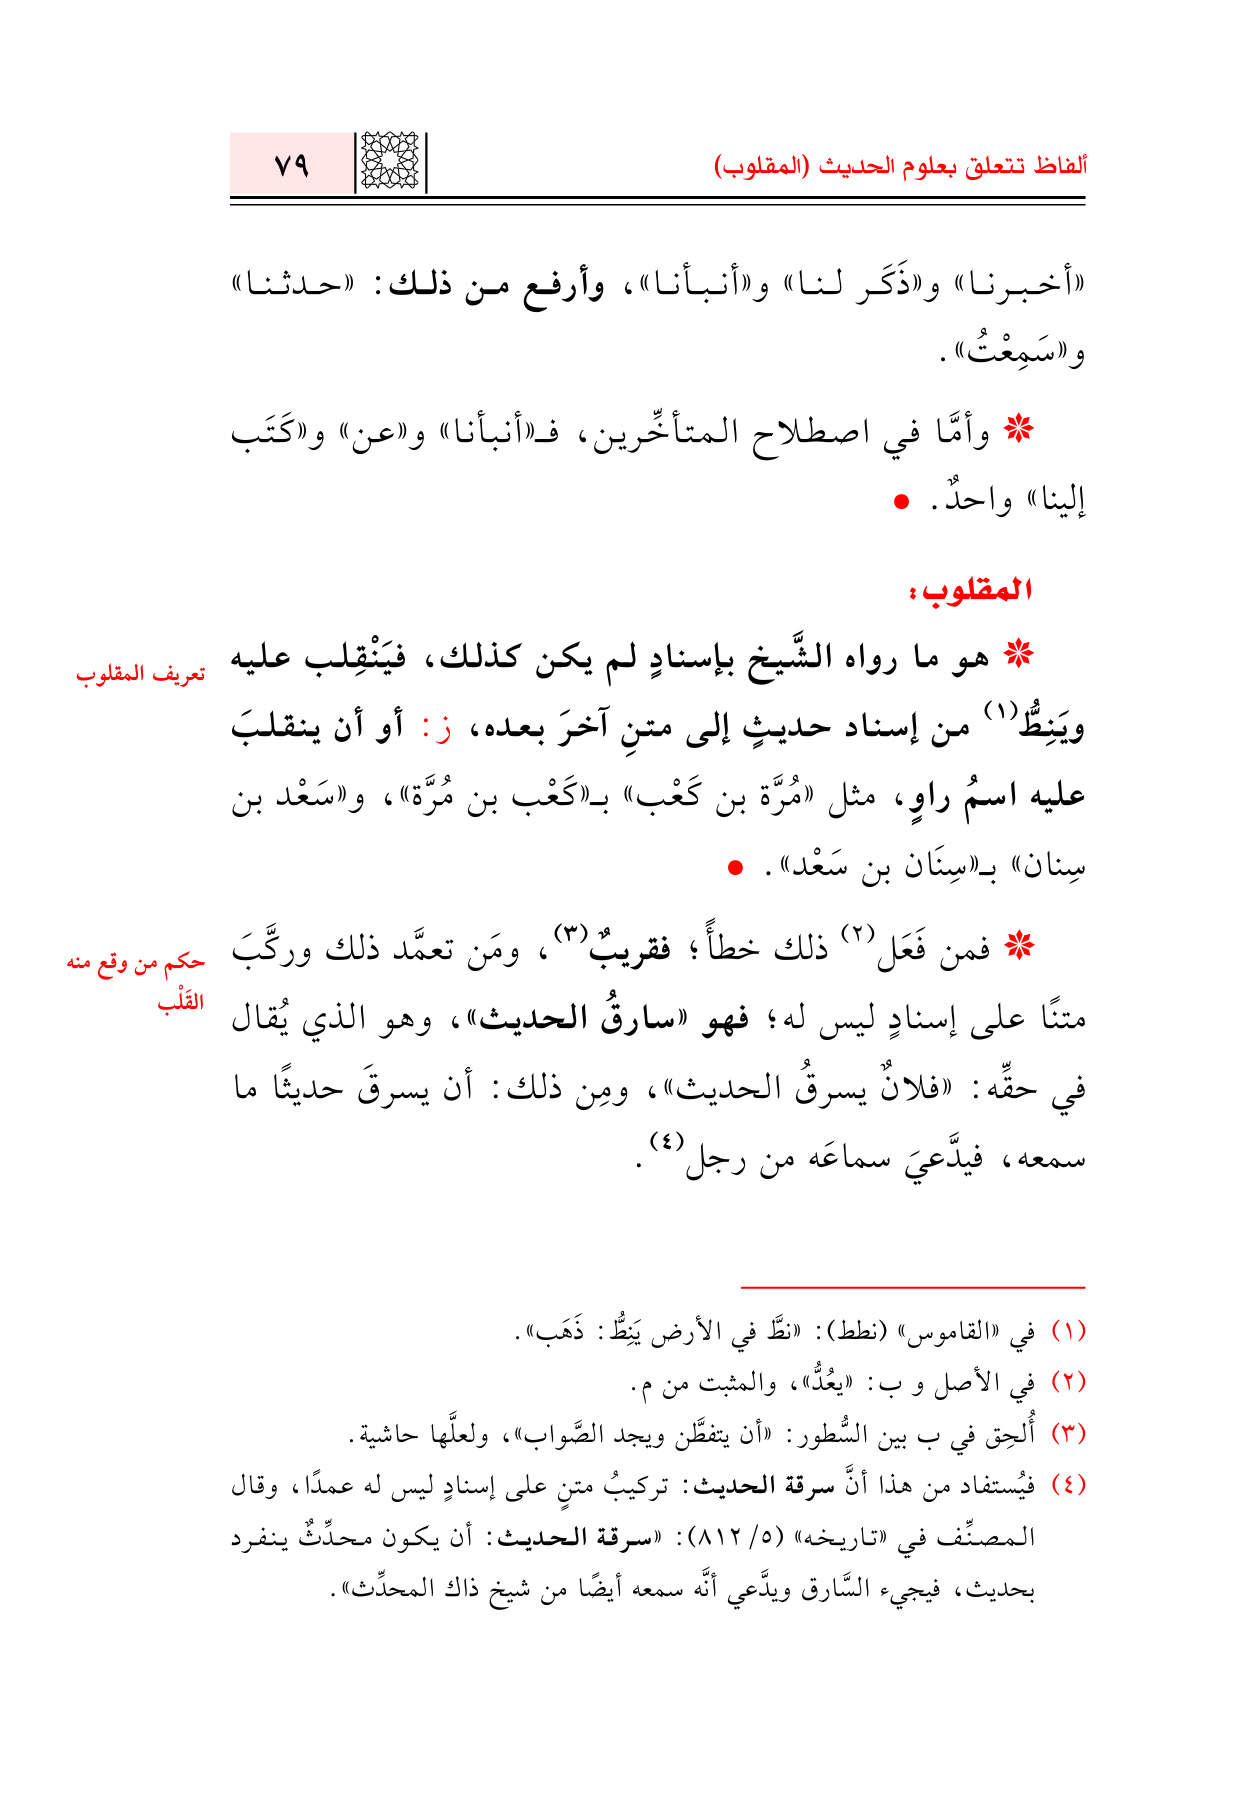 ألفاظ تتعلق بعلوم الحديث (المقلوب)
٧٩
«أخبرنا» و«ذَكَر لنا» و«أنبأنا»، وأرفع من ذلك: «حدثنا»
و«سَمِعْتُ».
وأمَّا في اصطلاح المتأخِّرين، فـ«أنبأنا» و«عن» و«كَتَب
إلينا» واحدٌ.
المقلوب:
هو ما رواه الشَّيخ بإسنادٍ لم يكن كذلك، فيَنْقِلب عليه
تعريف المقلوب
ويَنِطُّ(١) من إسناد حديثٍ إلى متنِ آخرَ بعده، ز: أو أن ينقلبَ
عليه اسمُ راوٍ، مثل «مُرَّة بن كَعْب» بـ«كَعْب بن مُرَّة»، و«سَعْد بن
سِنان» بـ«سِنَان بن سَعْد».
فمن فَعَل(٢) ذلك خطأً؛ فقريبٌ(٣)، ومَن تعمَّد ذلك وركَّبَ
حكم من وقع منه
القَلْب
متنًا على إسنادٍ ليس له؛ فهو «سارقُ الحديث»، وهو الذي يُقال
في حقِّه: «فلانٌ يسرقُ الحديث»، ومِن ذلك: أن يسرقَ حديثًا ما
سمعه، فيدَّعيَ سماعَه من رجل(٤).
(١) في «القاموس» (نطط): «نطَّ في الأرض يَنِطُّ: ذَهَب».
(٢) في الأصل و ب: «يعُدُّ»، والمثبت من م.
(٣) أُلحِق في ب بين السُّطور: «أن يتفطَّن ويجد الصَّواب»، ولعلَّها حاشية.
(٤) فيُستفاد من هذا أنَّ سرقة الحديث: تركيبُ متنٍ على إسنادٍ ليس له عمدًا، وقال
المصنِّف في «تاريخه» (٥/ ٨١٢): «سرقة الحديث: أن يكون محدِّثٌ ينفرد
بحديث، فيجيء السَّارق ويدَّعي أنَّه سمعه أيضًا من شيخ ذاك المحدِّث».